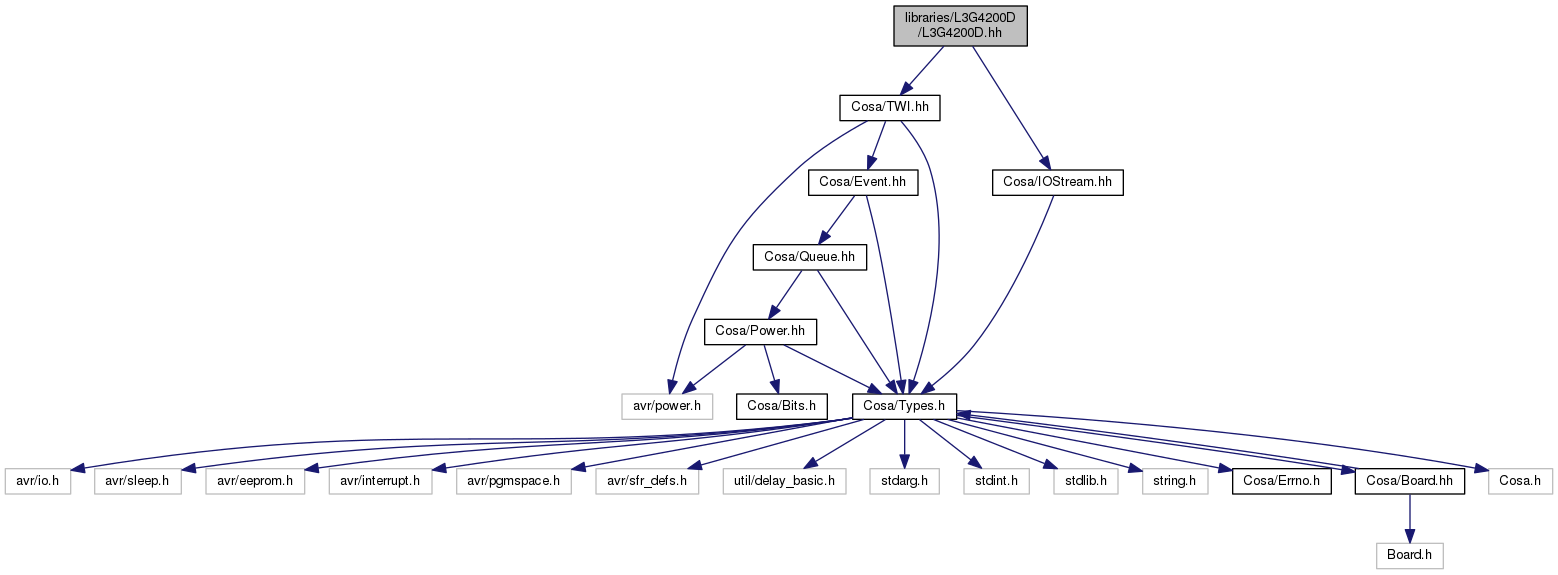 libraries/L3G4200D
/L3G4200D.hh
Cosa/TWI.hh
Cosa/Event.hh
Cosa/IOStream.hh
Cosa/Queue.hh
Cosa/Power.hh
avr/power.h
Cosa/Bits.h
Cosa/Types.h
avr/io.h
avr/sleep.h
avr/eeprom.h
avr/interrupt.h
avr/pgmspace.h
avr/sfr_defs.h
util/delay_basic.h
stdarg.h
stdint.h
stdlib.h
string.h
Cosa/Errno.h
Cosa/Board.hh
Cosa.h
Board.h